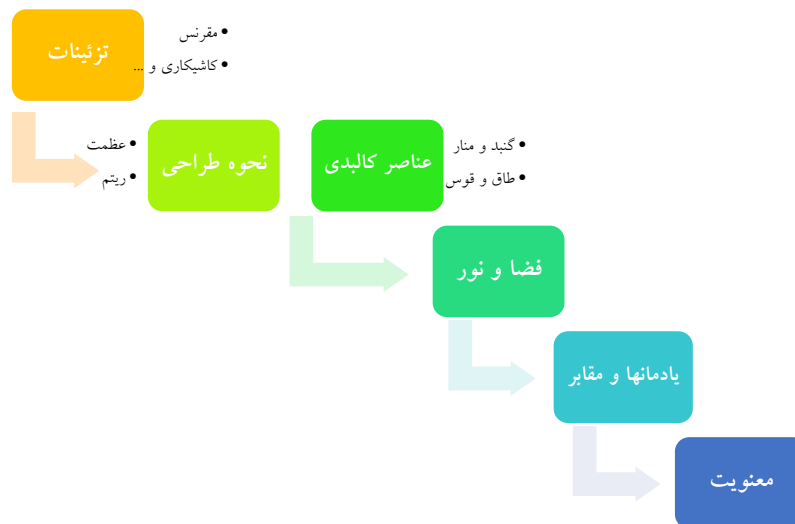 تزئینات
• مقرنس
• کاشیکاری و ...
نحوه طراحی
• عظمت
• ریتم
عناصر کالبدی
• گنبد و منار
• طاق و قوس
فضا و نور
یادمانها و مقابر
معنویت